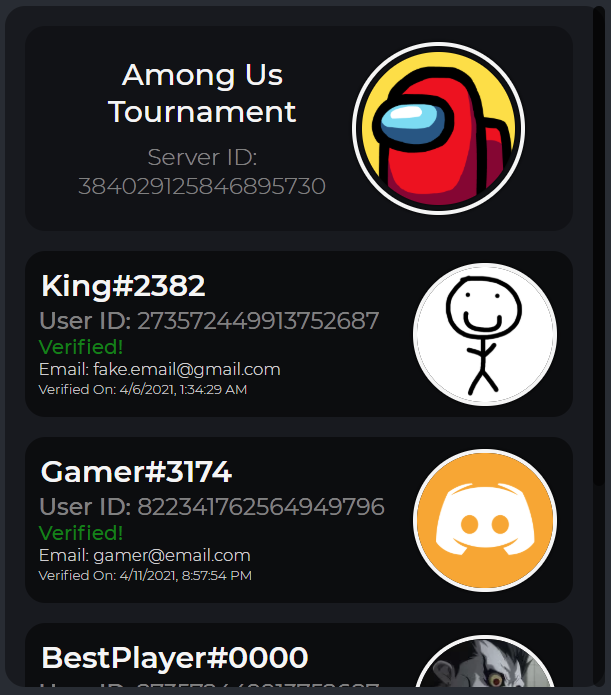 Among Us
Tournament
Server ID:
384029125846895730
King#2382
User ID: 273572449913752687
Verified!
Email: fake.email@gmail.com
Verified On: 4/6/2021, 1:34:29 AM
Gamer#3174
User ID: 822341762564949796
Verified!
Email: gamer@email.com
Verified On: 4/11/2021, 8:57:54 PM
BestPlayer#0000